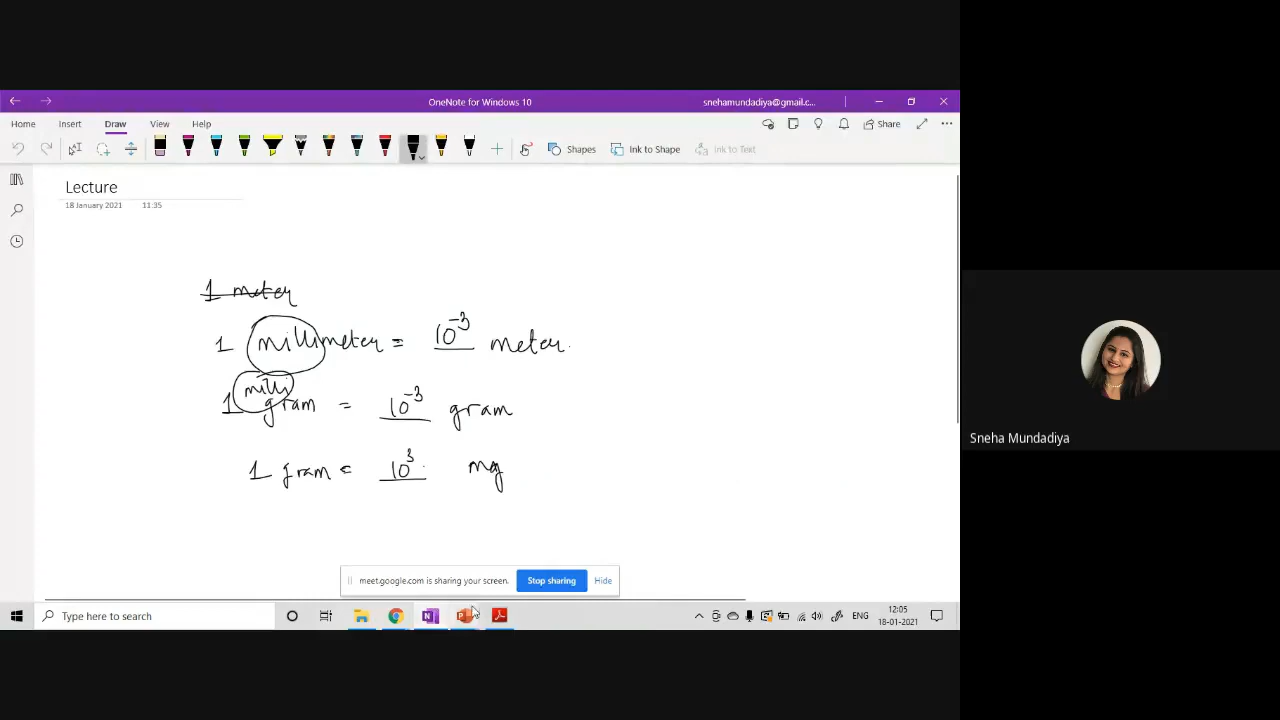 OneNote for Windows 10
snehamundadiya@gmail.c...
Home Insert Draw View Help
Share
Shapes Ink to Shape Ink to Text
Lecture
18 January 2021 11:35
1 meter
1 millimeter = 10⁻³ meter.
1 milligram = 10⁻³ gram
1 gram = 10³ mg
Sneha Mundadiya
meet.google.com is sharing your screen. Stop sharing Hide
Type here to search
ENG
12:05
18-01-2021